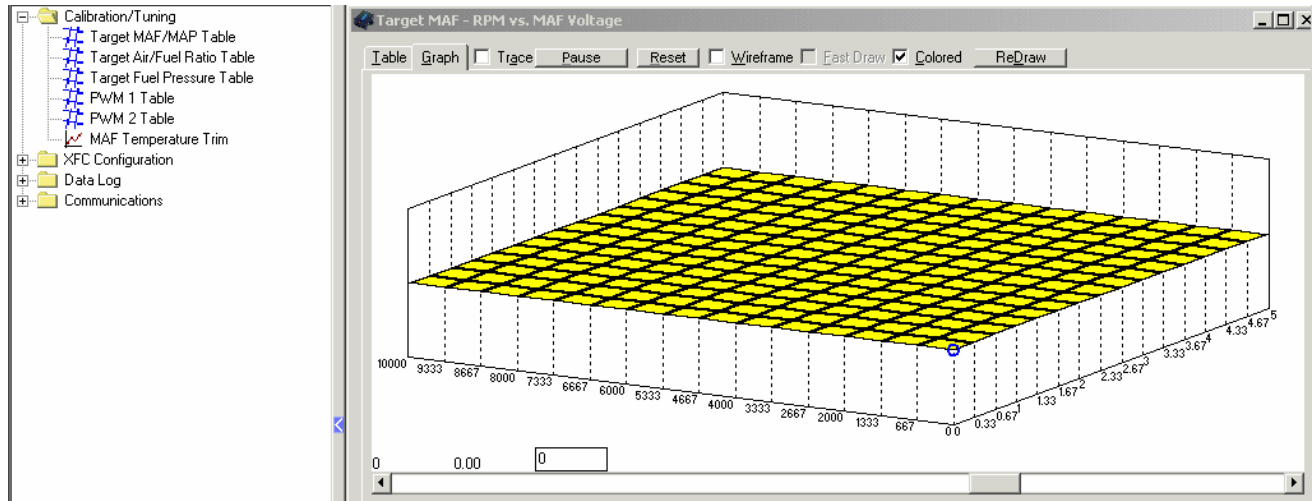 Calibration/Tuning
Target MAF/MAP Table
Target Air/Fuel Ratio Table
Target Fuel Pressure Table
PWM 1 Table
PWM 2 Table
MAF Temperature Trim
XFC Configuration
Data Log
Communications
Target MAF - RPM vs. MAF Voltage
Table Graph Trace Pause Reset Wireframe Fast Draw Colored ReDraw
10000 9333 8667 8000 7333 6667 6000 5333 4667 4000 3333 2667 2000 1333 667 0
0 0.33 0.67 1 1.33 1.67 2 2.33 2.67 3 3.33 3.67 4 4.33 4.67 5
0 0.00 0